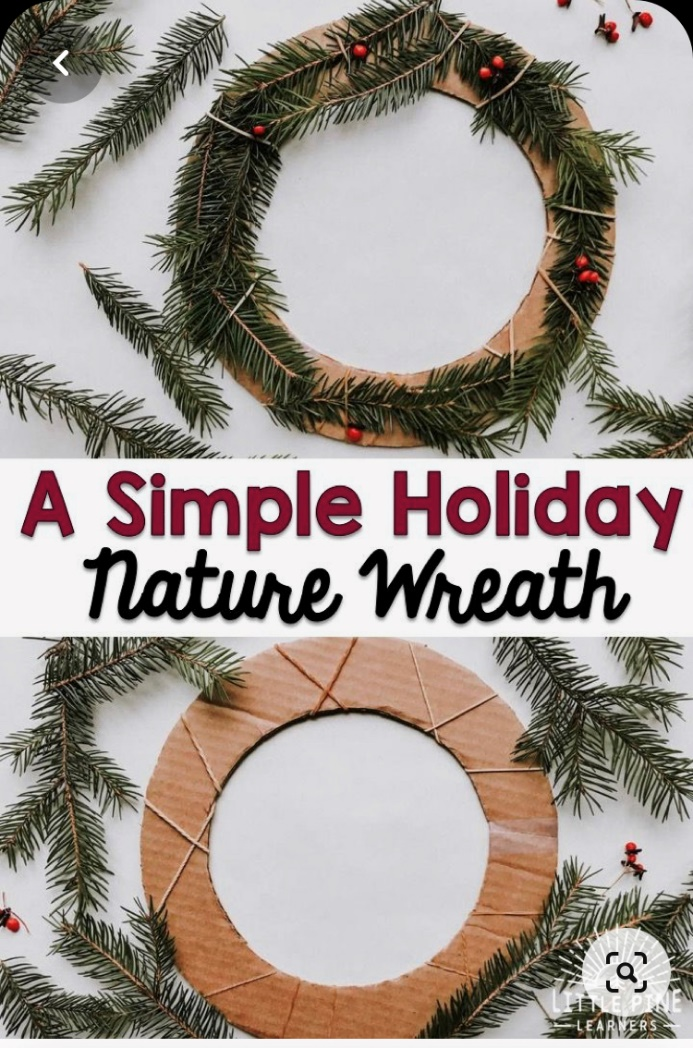 A Simple Holiday
Nature Wreath
LITTLE PINE
LEARNERS